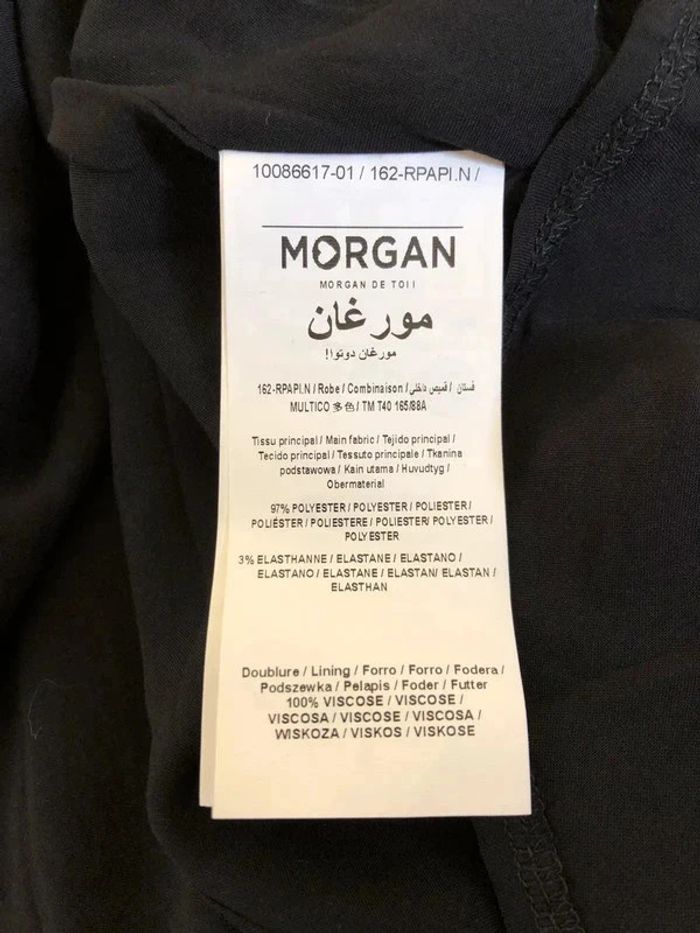 10086617-01 / 162-RPAPI.N /
MORGAN
MORGAN DE TOI !
مورغان
مورغان دوتوا!
162-RPAPI.N / Robe / Combinaison / فستان / قميص داخلي
MULTICO 多色 / TM T40 165/88A
Tissu principal / Main fabric / Tejido principal /
Tecido principal / Tessuto principale / Tkanina
podstawowa / Kain utama / Huvudtyg /
Obermaterial
97% POLYESTER / POLYESTER / POLIESTER /
POLIÉSTER / POLIESTERE / POLIESTER/ POLYESTER /
POLYESTER
3% ELASTHANNE / ELASTANE / ELASTANO /
ELASTANO / ELASTANE / ELASTAN/ ELASTAN /
ELASTHAN
Doublure / Lining / Forro / Forro / Fodera /
Podszewka / Pelapis / Foder / Futter
100% VISCOSE / VISCOSE /
VISCOSA / VISCOSE / VISCOSA /
WISKOZA / VISKOS / VISKOSE